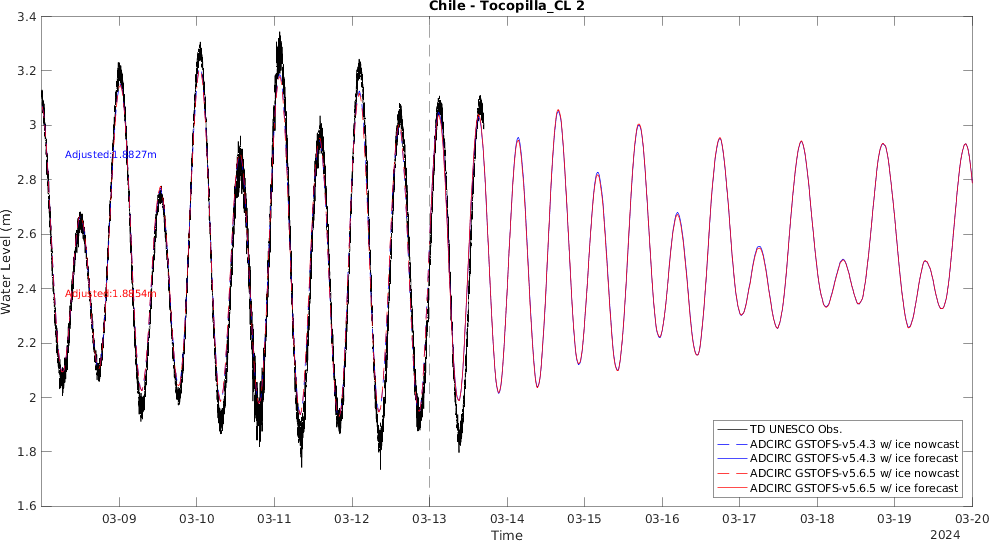 Chile - Tocopilla_CL 2
3.4
3.2
3
2.8
2.6
2.4
2.2
2
1.8
1.6
Water Level (m)
Adjusted:1.8827m
Adjusted:1.8854m
TD UNESCO Obs.
ADCIRC GSTOFS-v5.4.3 w/ ice nowcast
ADCIRC GSTOFS-v5.4.3 w/ ice forecast
ADCIRC GSTOFS-v5.6.5 w/ ice nowcast
ADCIRC GSTOFS-v5.6.5 w/ ice forecast
03-09 03-10 03-11 03-12 03-13 03-14 03-15 03-16 03-17 03-18 03-19 03-20
Time
2024